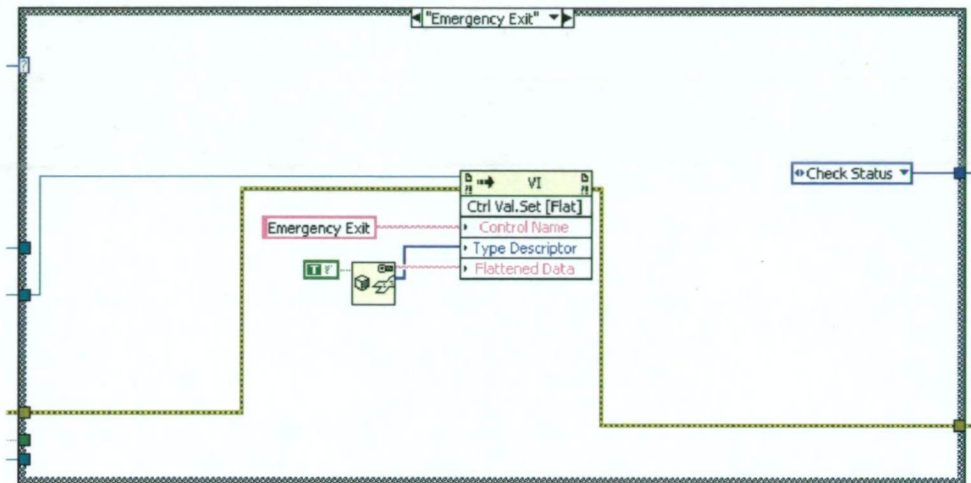 "Emergency Exit"
?
VI
Check Status
Ctrl Val.Set [Flat]
Emergency Exit
Control Name
Type Descriptor
T F
Flattened Data